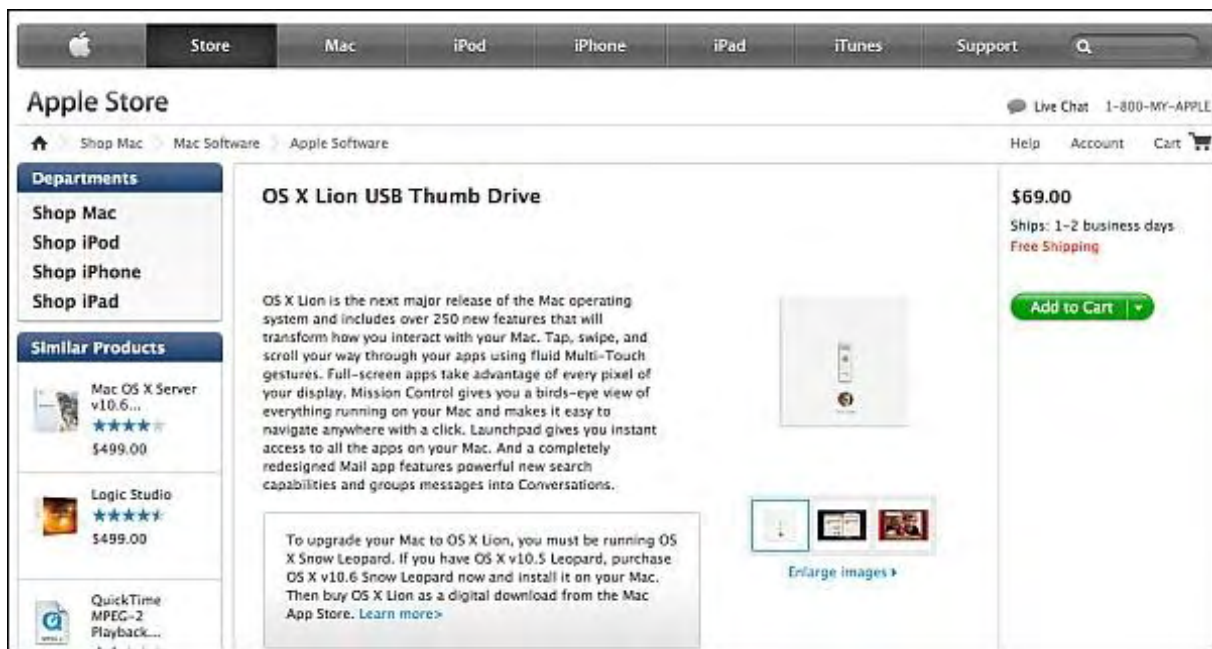 Store Mac iPod iPhone iPad iTunes Support
Apple Store
Live Chat 1-800-MY-APPLE
Shop Mac Mac Software Apple Software
Help Account Cart
Departments
Shop Mac
Shop iPod
Shop iPhone
Shop iPad
Similar Products
Mac OS X Server
v10.6...
$499.00
Logic Studio
$499.00
QuickTime
MPEG-2
Playback...
OS X Lion USB Thumb Drive
OS X Lion is the next major release of the Mac operating
system and includes over 250 new features that will
transform how you interact with your Mac. Tap, swipe, and
scroll your way through your apps using fluid Multi-Touch
gestures. Full-screen apps take advantage of every pixel of
your display. Mission Control gives you a birds-eye view of
everything running on your Mac and makes it easy to
navigate anywhere with a click. Launchpad gives you instant
access to all the apps on your Mac. And a completely
redesigned Mail app features powerful new search
capabilities and groups messages into Conversations.
To upgrade your Mac to OS X Lion, you must be running OS
X Snow Leopard. If you have OS X v10.5 Leopard, purchase
OS X v10.6 Snow Leopard now and install it on your Mac.
Then buy OS X Lion as a digital download from the Mac
App Store. Learn more>
Enlarge images
$69.00
Ships: 1-2 business days
Free Shipping
Add to Cart